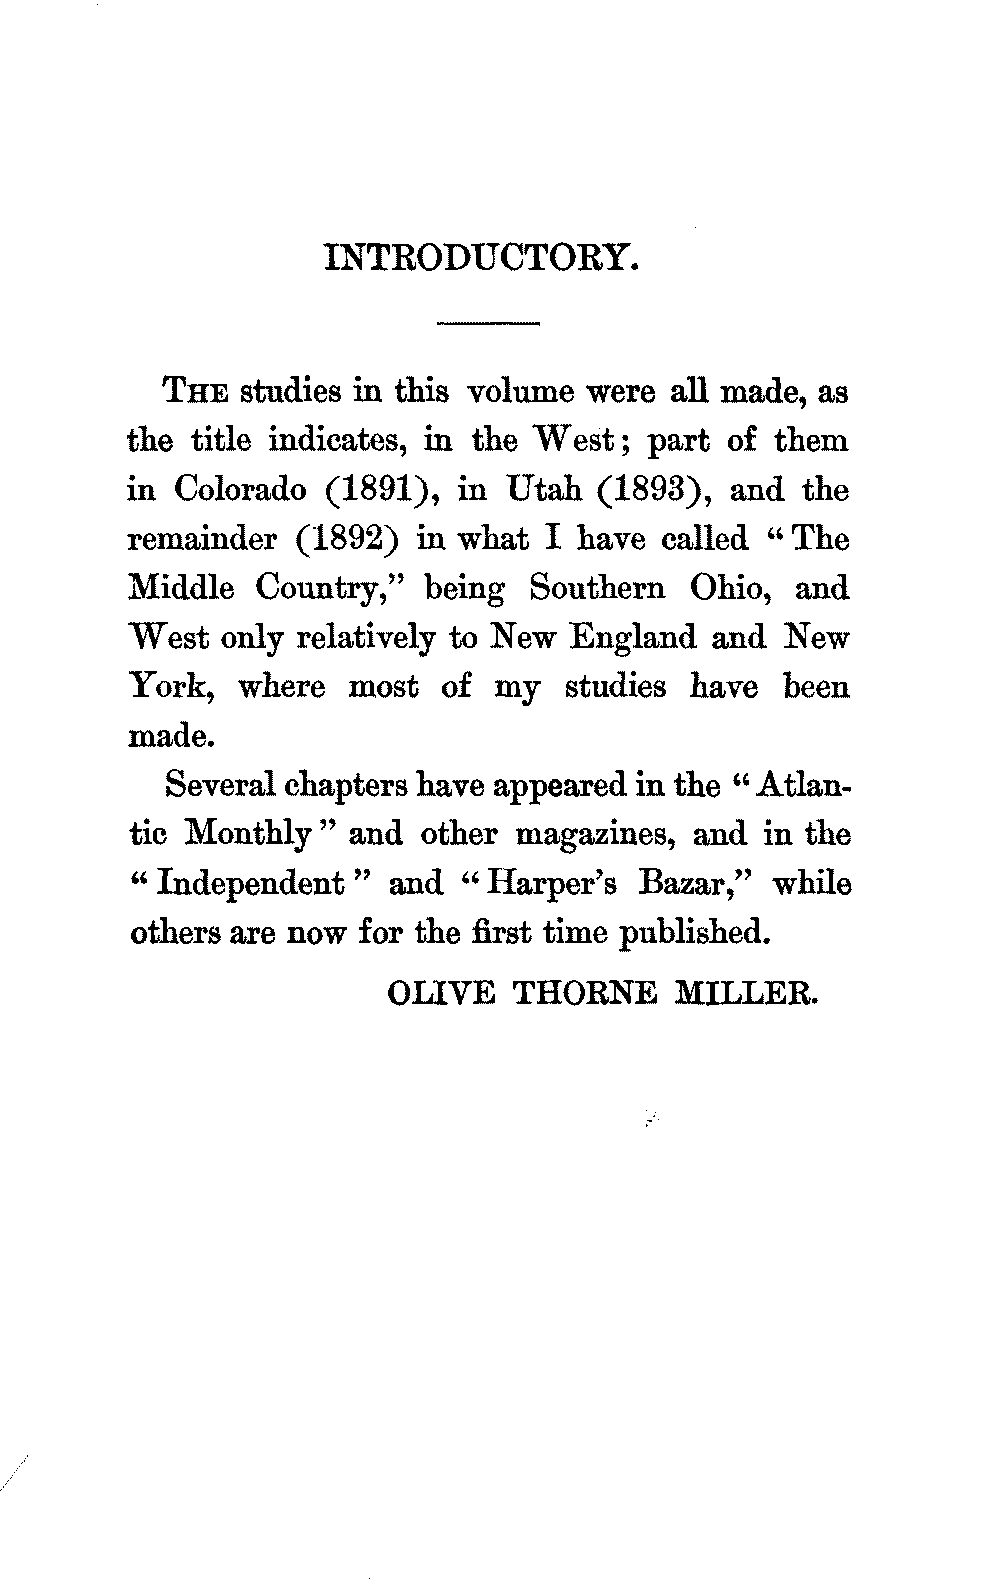 INTRODUCTORY.
THE studies in this volume were all made, as
the title indicates, in the West; part of them
in Colorado (1891), in Utah (1893), and the
remainder (1892) in what I have called “The
Middle Country,” being Southern Ohio, and
West only relatively to New England and New
York, where most of my studies have been
made.
Several chapters have appeared in the “Atlan-
tic Monthly” and other magazines, and in the
“Independent” and “Harper’s Bazar,” while
others are now for the first time published.
OLIVE THORNE MILLER.